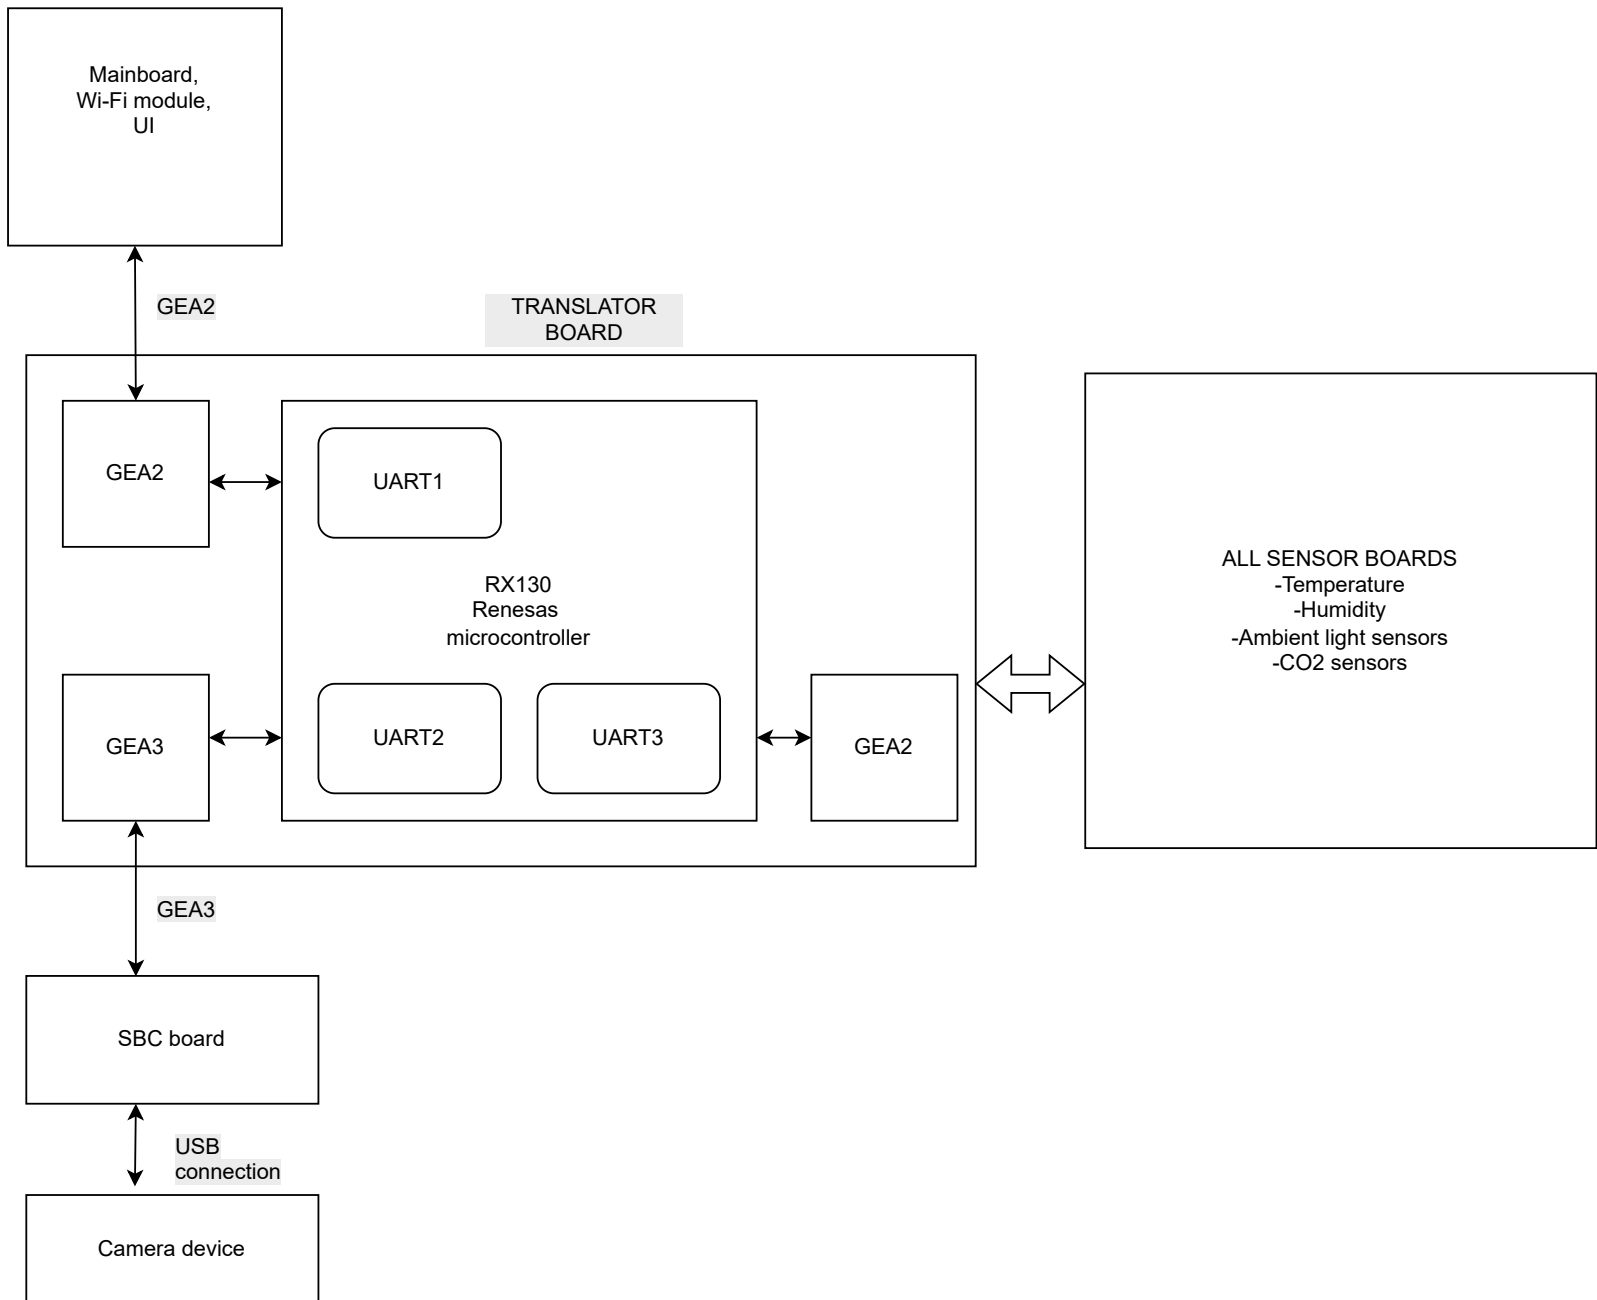 Mainboard,
Wi-Fi module,
UI
GEA2
TRANSLATOR
BOARD
GEA2
UART1
RX130
Renesas
microcontroller
GEA3
UART2
UART3
GEA2
ALL SENSOR BOARDS
-Temperature
-Humidity
-Ambient light sensors
-CO2 sensors
GEA3
SBC board
USB
connection
Camera device